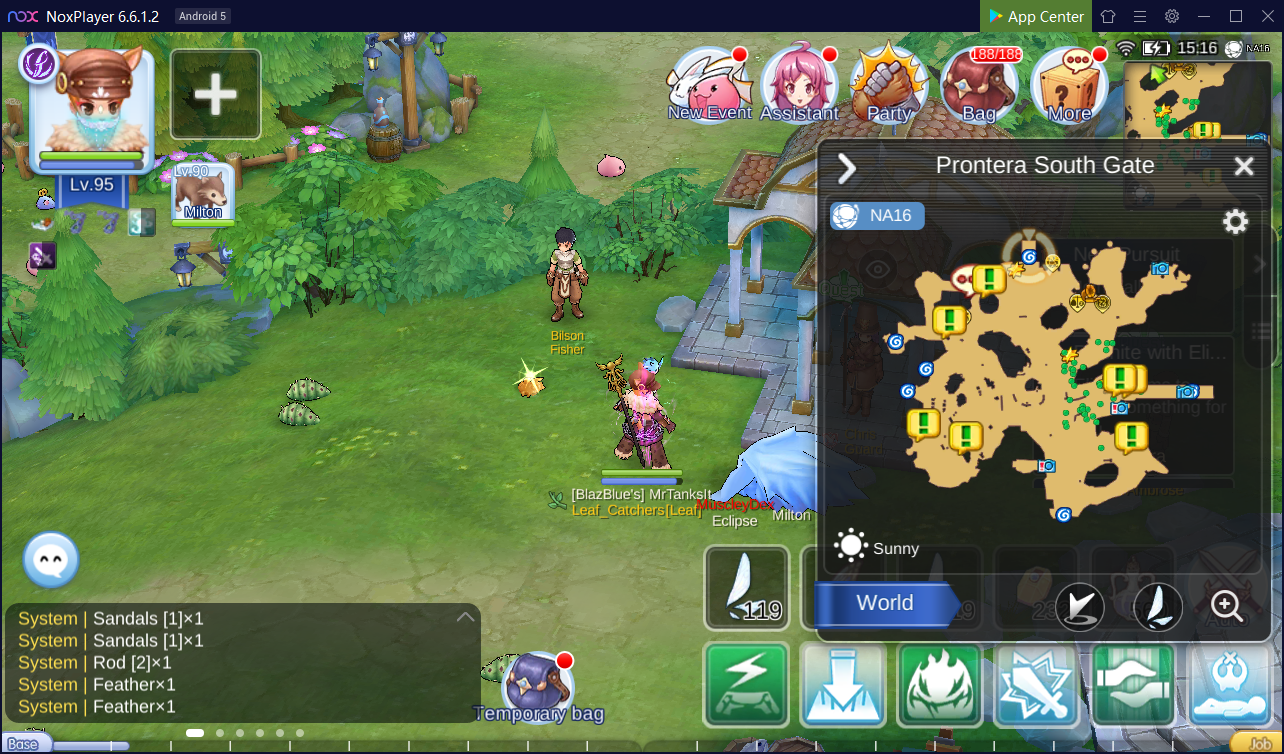 nox NoxPlayer 6.6.1.2 Android 5
App Center
188/188
15:16
NA16
New Event
Assistant
Party
Bag
More
Lv.95
Lv.90
Milton
Prontera South Gate
NA16
Bilson
Fisher
[BlazBlue's] MrTanksIt
Leaf_Catchers[Leaf]
MuscleyDex
Eclipse
Milton
Sunny
119
World
System | Sandals [1]×1
System | Sandals [1]×1
System | Rod [2]×1
System | Feather×1
System | Feather×1
Temporary bag
Base
Job